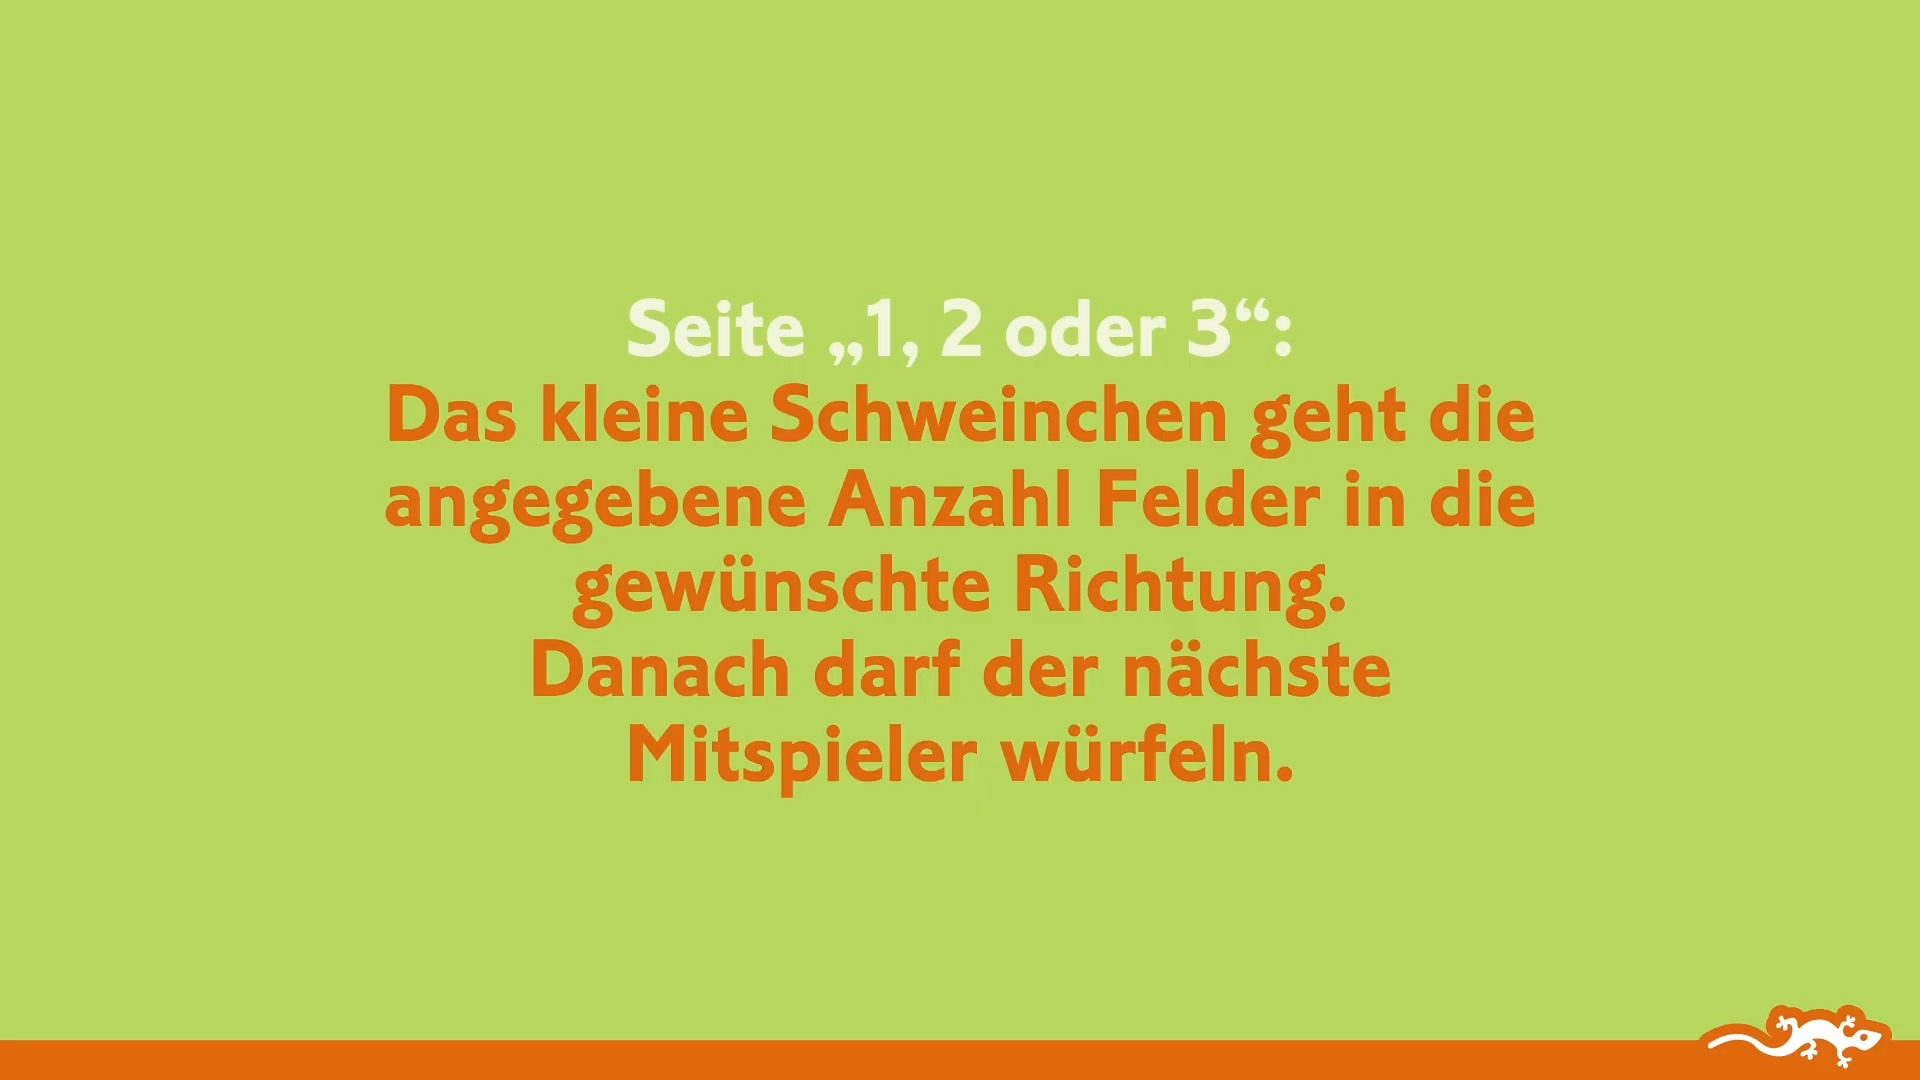 Seite „1, 2 oder 3“:
Das kleine Schweinchen geht die
angegebene Anzahl Felder in die
gewünschte Richtung.
Danach darf der nächste
Mitspieler würfeln.